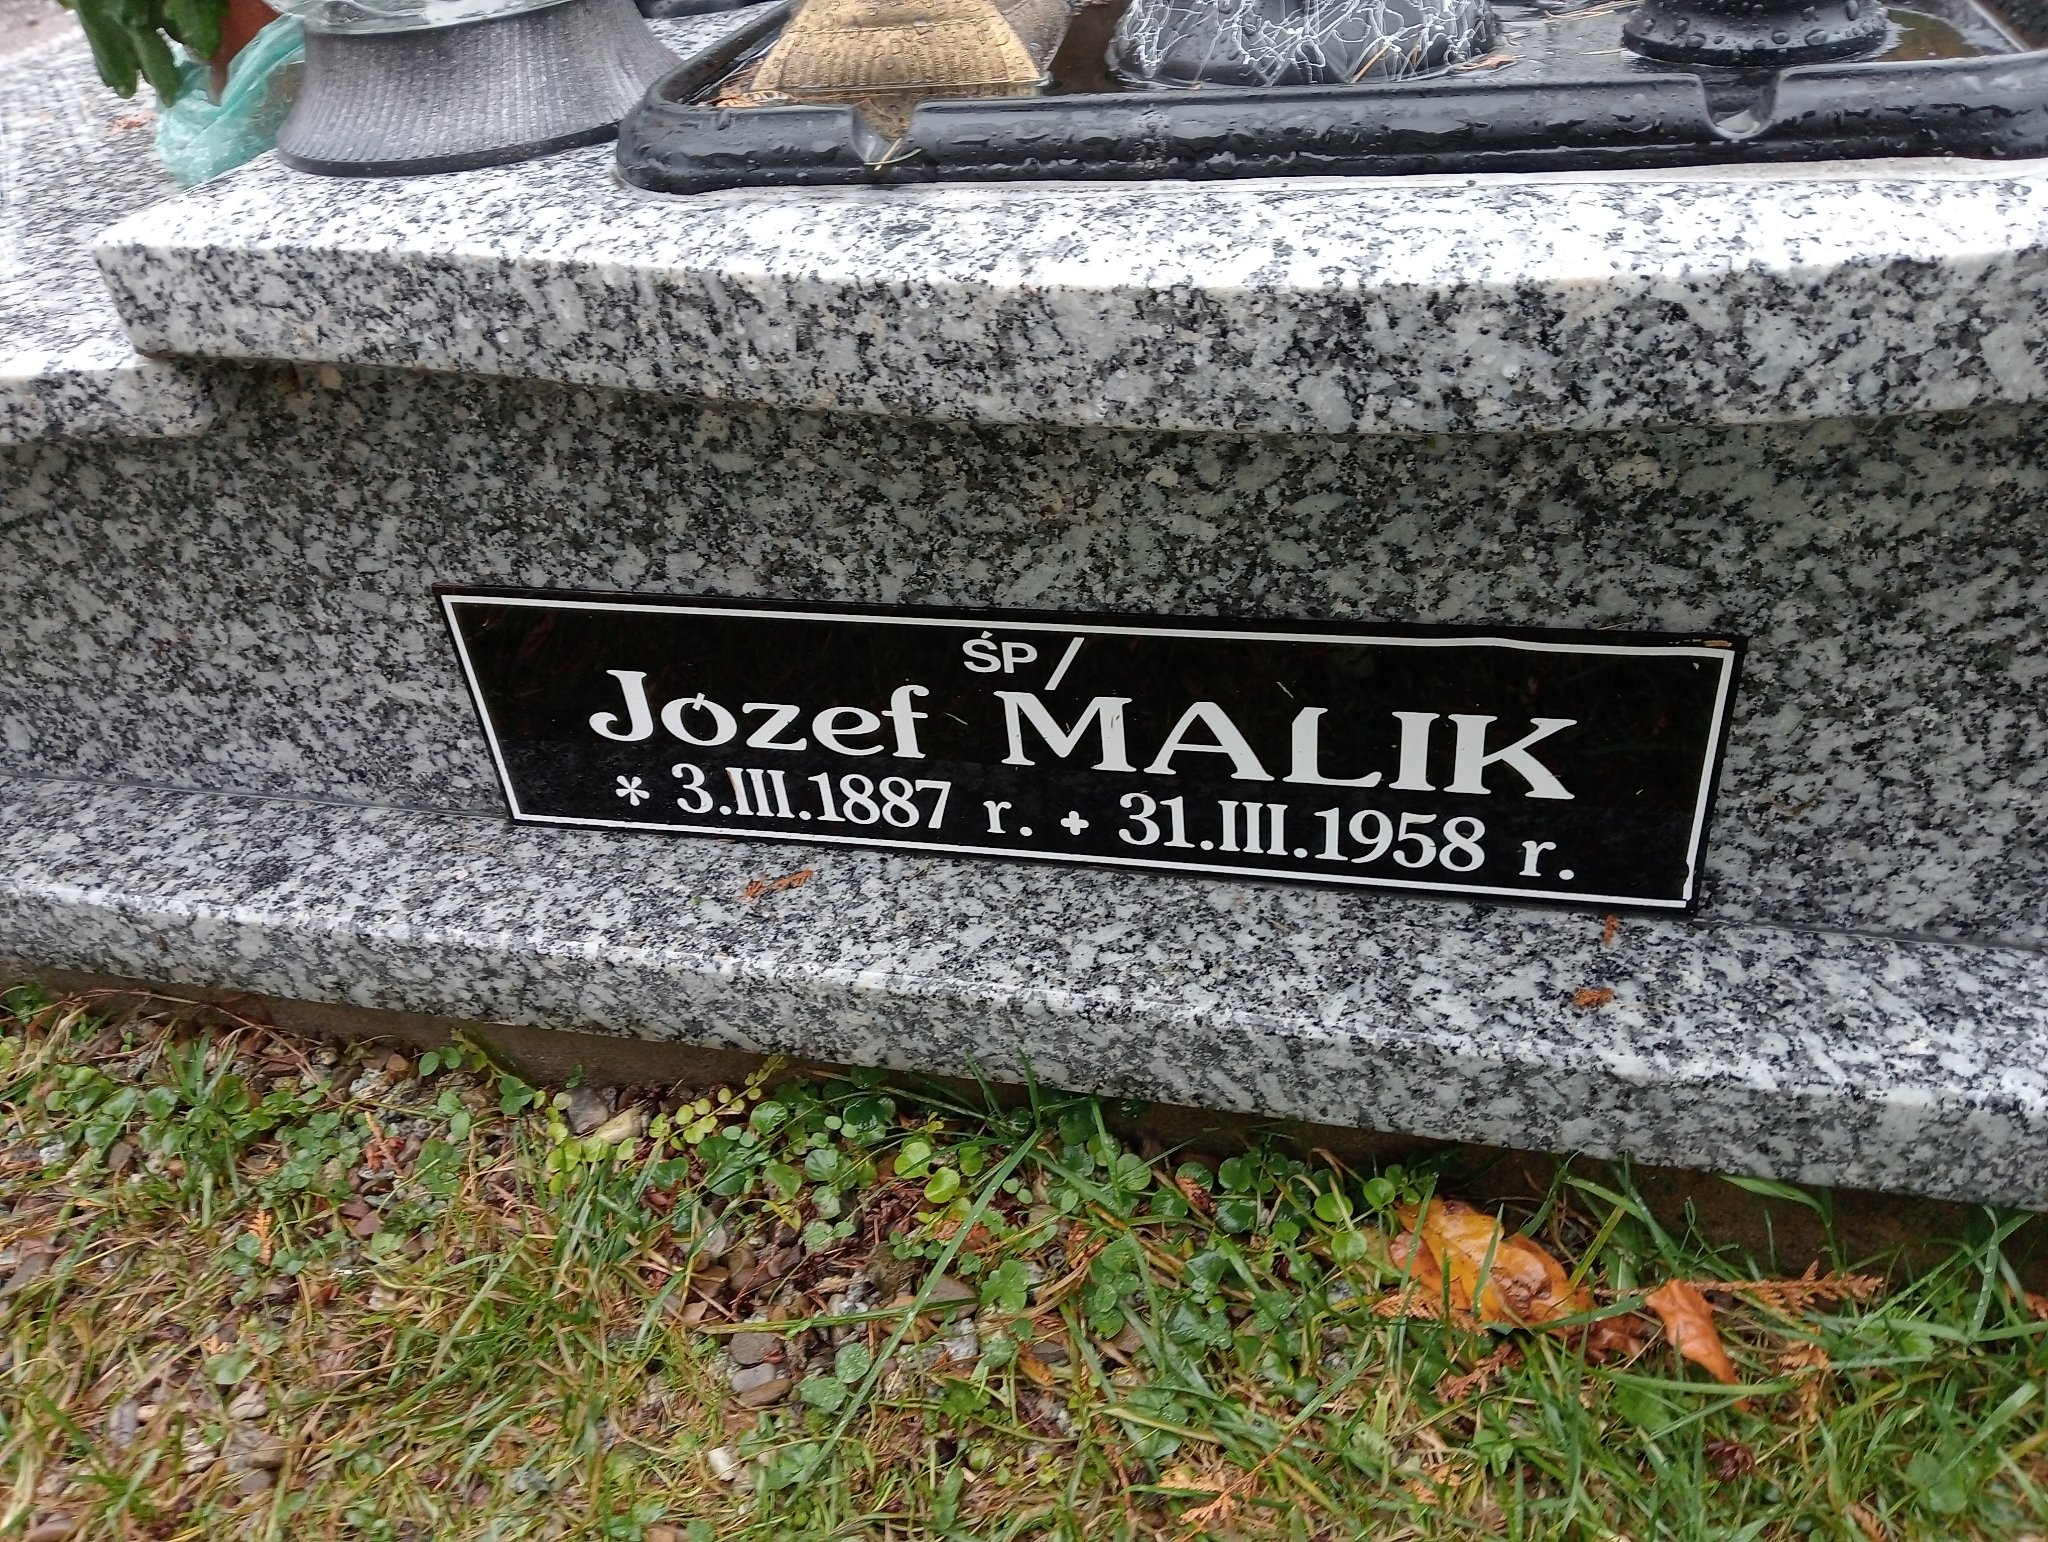 ŚP/
Józef MALIK
* 3.III.1887 r. + 31.III.1958 r.